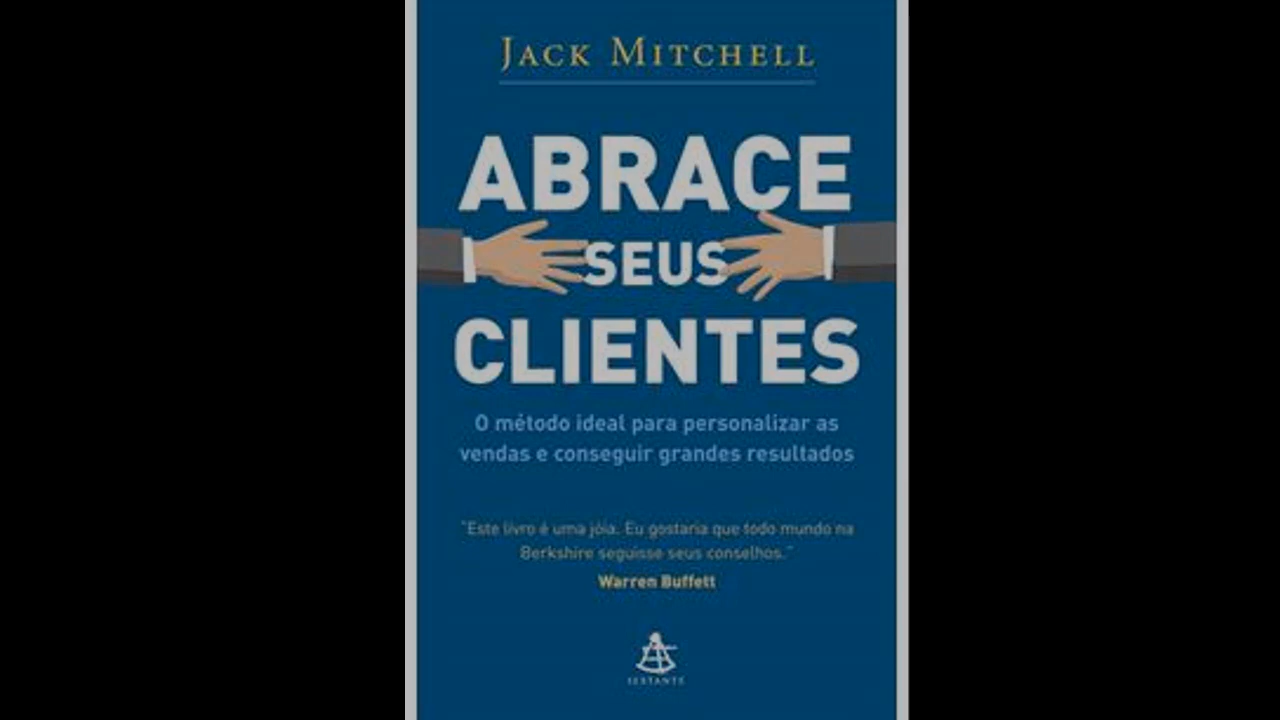 JACK MITCHELL
ABRACE
SEUS
CLIENTES
O método ideal para personalizar as
vendas e conseguir grandes resultados
"Este livro é uma jóia. Eu gostaria que todo mundo na
Berkshire seguisse seus conselhos."
Warren Buffett
SEXTANTE